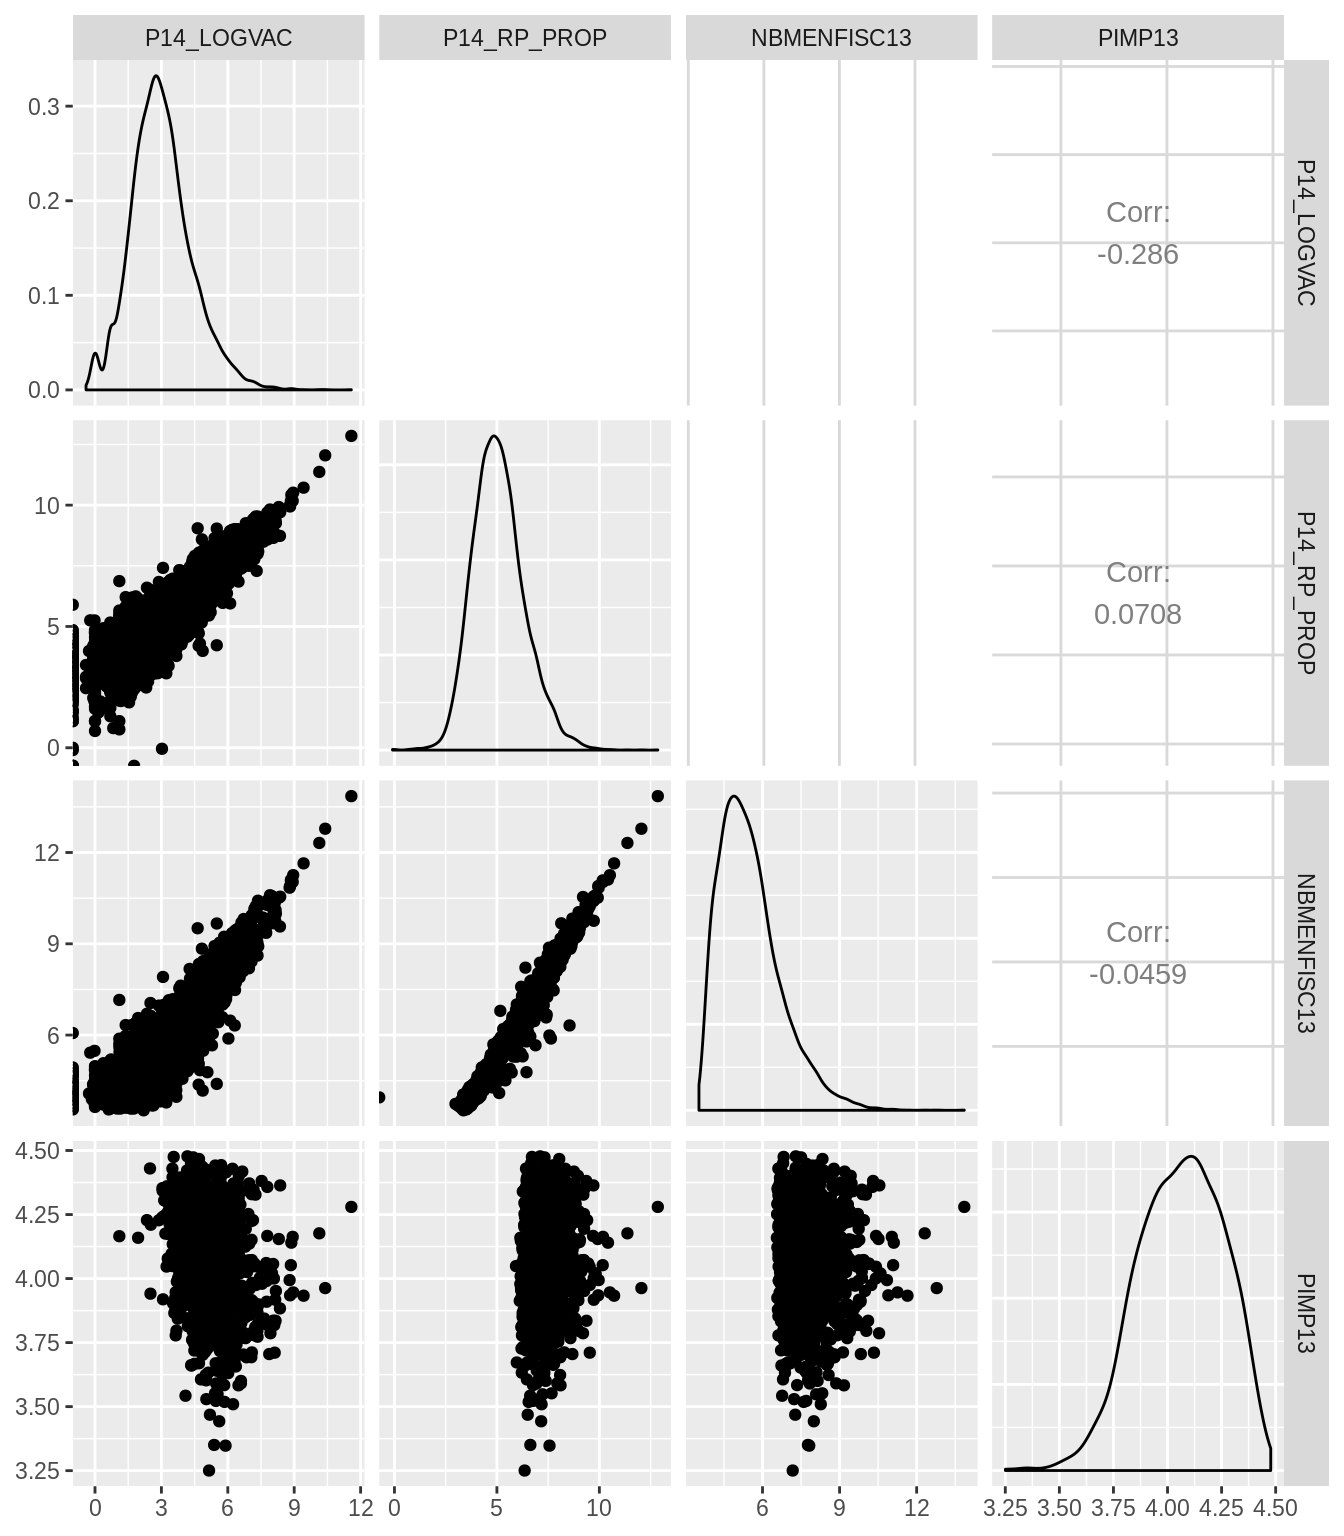 P14_LOGVAC P14_RP_PROP NBMENFISC13 PIMP13
0.3
0.2
0.1
0.0
Corr:
-0.286
P14_LOGVAC
10
5
0
Corr:
0.0708
P14_RP_PROP
12
9
6
Corr:
-0.0459
NBMENFISC13
4.50
4.25
4.00
3.75
3.50
3.25
PIMP13
0 3 6 9 12 0 5 10 6 9 12 3.25 3.50 3.75 4.00 4.25 4.50